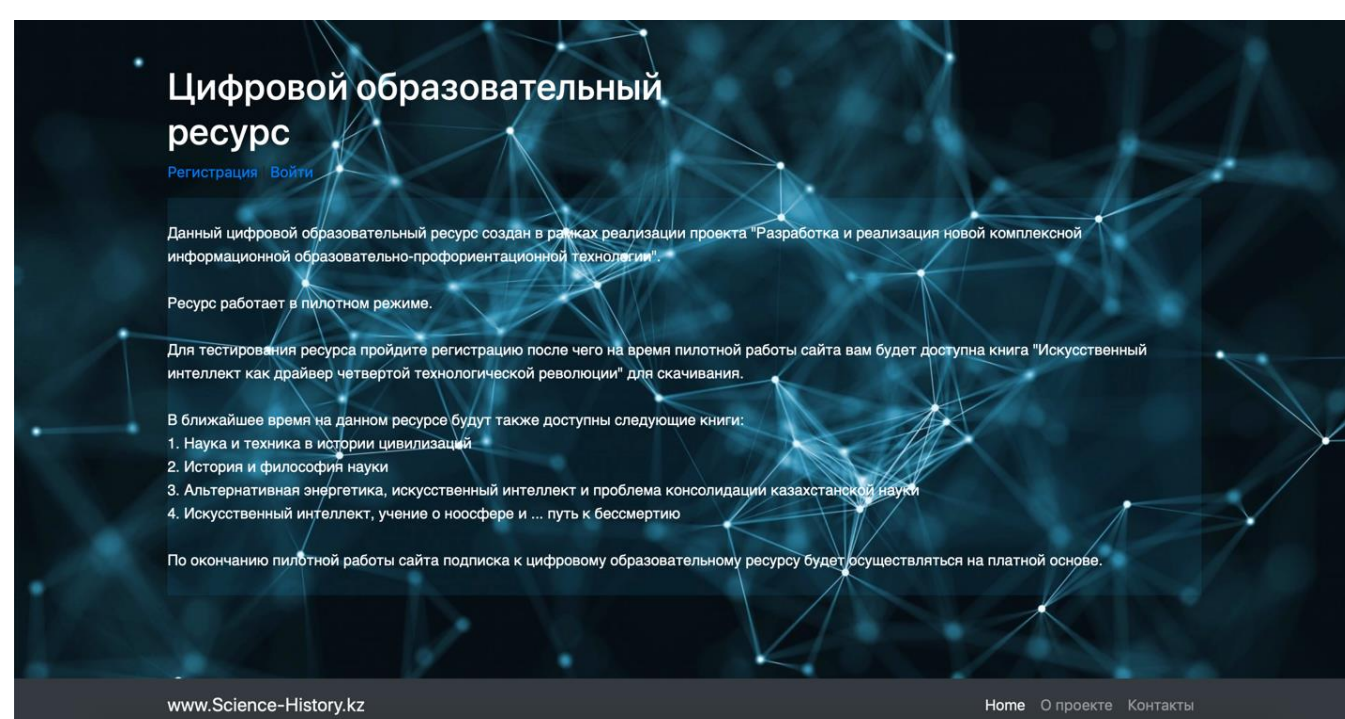 Цифровой образовательный
ресурс
Регистрация Войти
Данный цифровой образовательный ресурс создан в рамках реализации проекта "Разработка и реализация новой комплексной
информационной образовательно-профориентационной технологии".
Ресурс работает в пилотном режиме.
Для тестирования ресурса пройдите регистрацию после чего на время пилотной работы сайта вам будет доступна книга "Искусственный
интеллект как драйвер четвертой технологической революции" для скачивания.
В ближайшее время на данном ресурсе будут также доступны следующие книги:
1. Наука и техника в истории цивилизаций
2. История и философия науки
3. Альтернативная энергетика, искусственный интеллект и проблема консолидации казахстанской науки
4. Искусственный интеллект, учение о ноосфере и ... путь к бессмертию
По окончанию пилотной работы сайта подписка к цифровому образовательному ресурсу будет осуществляться на платной основе.
www.Science-History.kz Home О проекте Контакты